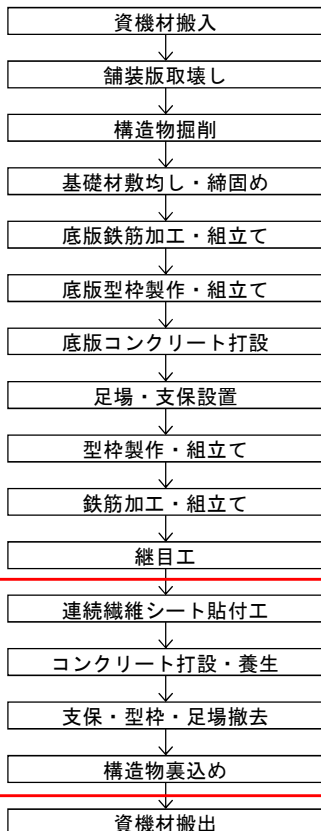 資機材搬入
舗装版取壊し
構造物掘削
基礎材敷均し・締固め
底版鉄筋加工・組立て
底版型枠製作・組立て
底版コンクリート打設
足場・支保設置
型枠製作・組立て
鉄筋加工・組立て
継目工
連続繊維シート貼付工
コンクリート打設・養生
支保・型枠・足場撤去
構造物裏込め
資機材搬出